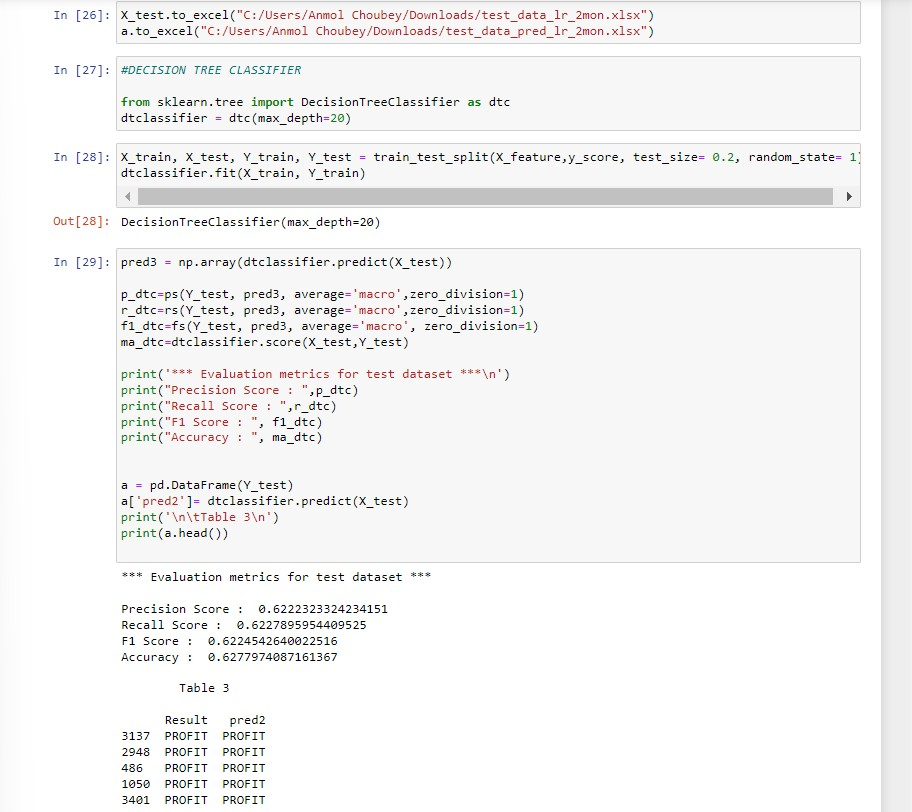 In [26]: X_test.to_excel("C:/Users/Anmol Choubey/Downloads/test_data_lr_2mon.xlsx")
a.to_excel("C:/Users/Anmol Choubey/Downloads/test_data_pred_lr_2mon.xlsx")
In [27]: #DECISION TREE CLASSIFIER
from sklearn.tree import DecisionTreeClassifier as dtc
dtclassifier = dtc(max_depth=20)
In [28]: X_train, X_test, Y_train, Y_test = train_test_split(X_feature,y_score, test_size= 0.2, random_state= 1)
dtclassifier.fit(X_train, Y_train)
Out[28]: DecisionTreeClassifier(max_depth=20)
In [29]: pred3 = np.array(dtclassifier.predict(X_test))
p_dtc=ps(Y_test, pred3, average='macro',zero_division=1)
r_dtc=rs(Y_test, pred3, average='macro',zero_division=1)
f1_dtc=fs(Y_test, pred3, average='macro', zero_division=1)
ma_dtc=dtclassifier.score(X_test,Y_test)
print('*** Evaluation metrics for test dataset ***\n')
print("Precision Score : ",p_dtc)
print("Recall Score : ",r_dtc)
print("F1 Score : ", f1_dtc)
print("Accuracy : ", ma_dtc)
a = pd.DataFrame(Y_test)
a['pred2']= dtclassifier.predict(X_test)
print('\n\tTable 3\n')
print(a.head())
*** Evaluation metrics for test dataset ***
Precision Score :  0.6222323324234151
Recall Score :  0.6227895954409525
F1 Score :  0.6224542640022516
Accuracy :  0.6277974087161367
Table 3
Result pred2
3137 PROFIT PROFIT
2948 PROFIT PROFIT
486 PROFIT PROFIT
1050 PROFIT PROFIT
3401 PROFIT PROFIT